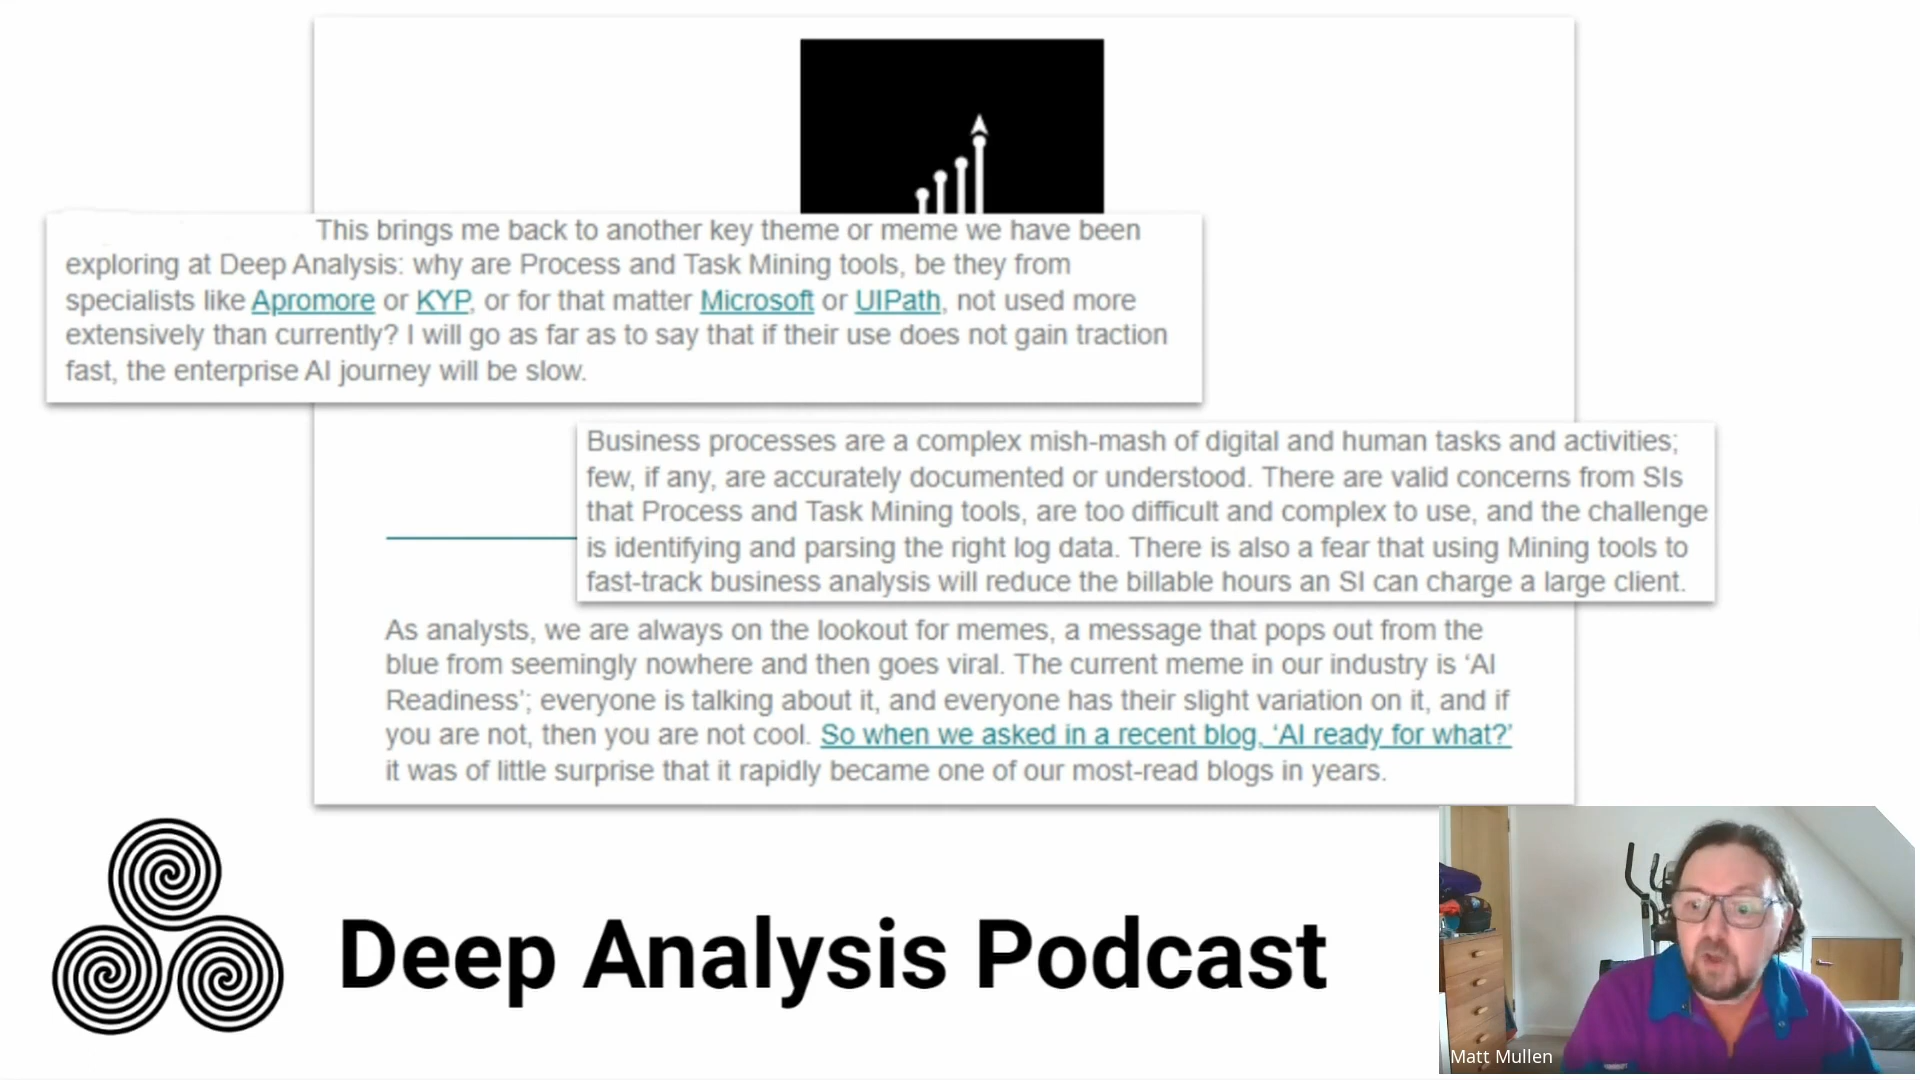 This brings me back to another key theme or meme we have been
exploring at Deep Analysis: why are Process and Task Mining tools, be they from
specialists like Apromore or KYP, or for that matter Microsoft or UIPath, not used more
extensively than currently? I will go as far as to say that if their use does not gain traction
fast, the enterprise AI journey will be slow.
Business processes are a complex mish-mash of digital and human tasks and activities;
few, if any, are accurately documented or understood. There are valid concerns from SIs
that Process and Task Mining tools, are too difficult and complex to use, and the challenge
is identifying and parsing the right log data. There is also a fear that using Mining tools to
fast-track business analysis will reduce the billable hours an SI can charge a large client.
As analysts, we are always on the lookout for memes, a message that pops out from the
blue from seemingly nowhere and then goes viral. The current meme in our industry is ‘AI
Readiness’; everyone is talking about it, and everyone has their slight variation on it, and if
you are not, then you are not cool. So when we asked in a recent blog, ‘AI ready for what?’
it was of little surprise that it rapidly became one of our most-read blogs in years.
Deep Analysis Podcast
Matt Mullen